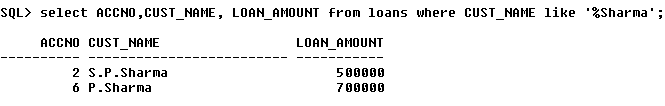 SQL> select ACCNO,CUST_NAME, LOAN_AMOUNT from loans where CUST_NAME like '%Sharma';
ACCNO CUST_NAME LOAN_AMOUNT
---------- ------------------------- -----------
2 S.P.Sharma 500000
6 P.Sharma 700000